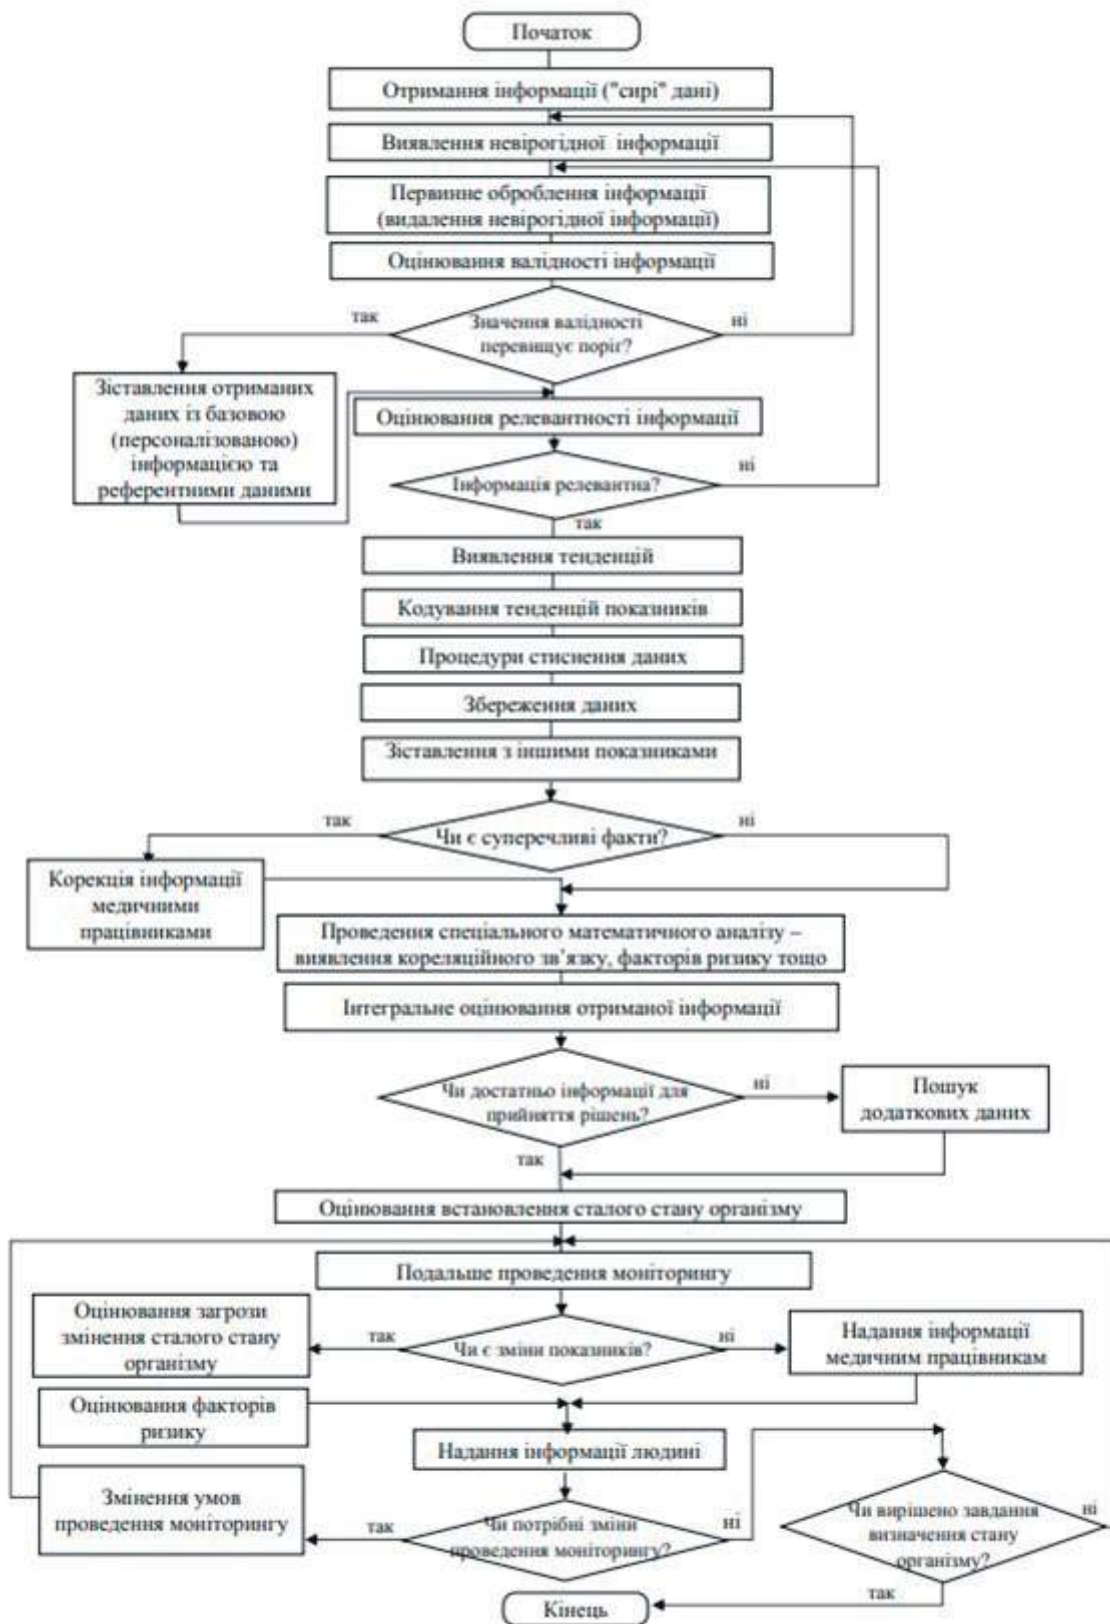 Початок
Отримання інформації ("сирі" дані)
Виявлення невірогідної інформації
Первинне оброблення інформації
(видалення невірогідної інформації)
Оцінювання валідності інформації
так
Значення валідності
перевищує поріг?
ні
Зіставлення отриманих
даних із базовою
(персоналізованою)
інформацією та
референтними даними
Оцінювання релевантності інформації
Інформація релевантна?
ні
так
Виявлення тенденцій
Кодування тенденцій показників
Процедури стиснення даних
Збереження даних
Зіставлення з іншими показниками
так
Чи є суперечливі факти?
ні
Корекція інформації
медичними
працівниками
Проведення спеціального математичного аналізу –
виявлення кореляційного зв’язку, факторів ризику тощо
Інтегральне оцінювання отриманої інформації
Чи достатньо інформації для
прийняття рішень?
ні
Пошук
додаткових даних
так
Оцінювання встановлення сталого стану організму
Подальше проведення моніторингу
Оцінювання загрози
змінення сталого стану
організму
так
Чи є зміни показників?
ні
Надання інформації
медичним працівникам
Оцінювання факторів
ризику
Надання інформації людині
Змінення умов
проведення моніторингу
так
Чи потрібні зміни
проведення моніторингу?
ні
Чи вирішено завдання
визначення стану
організму?
ні
так
Кінець